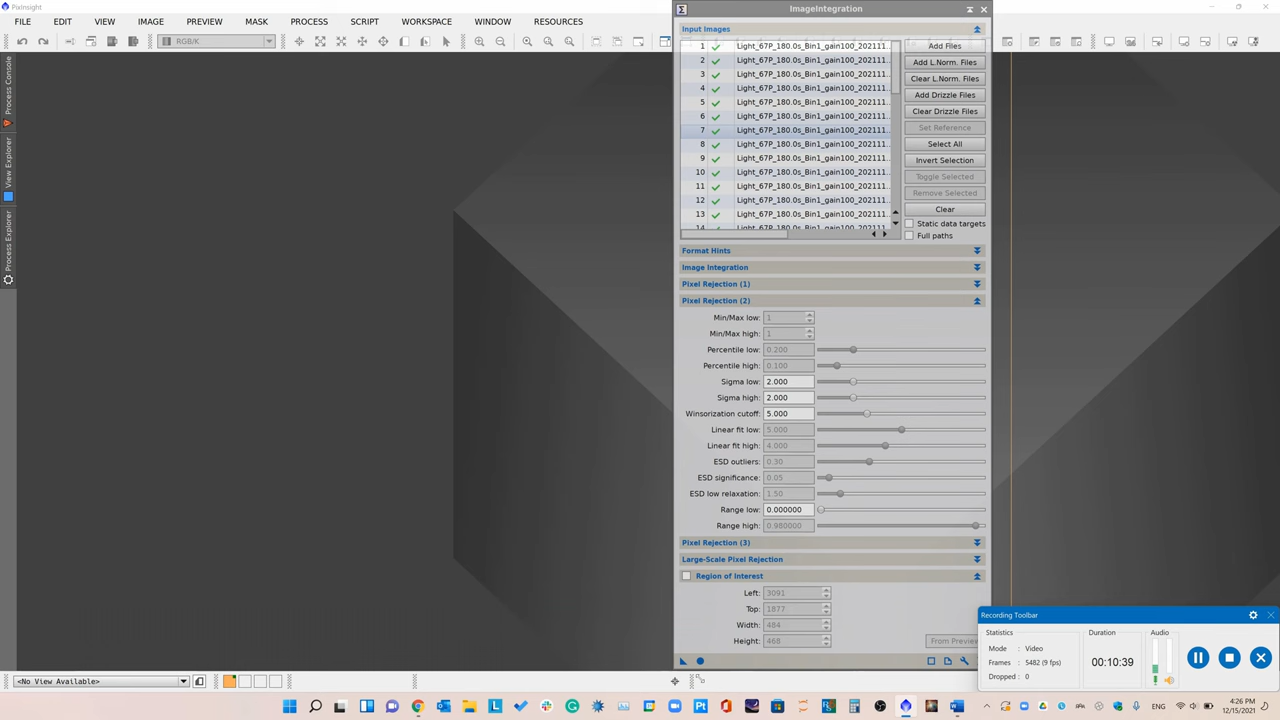 PixInsight
FILE EDIT VIEW IMAGE PREVIEW MASK PROCESS SCRIPT WORKSPACE WINDOW RESOURCES
RGB/K
Process Console
View Explorer
Process Explorer
ImageIntegration
Input Images
1 Light_67P_180.0s_Bin1_gain100_202111...
2 Light_67P_180.0s_Bin1_gain100_202111...
3 Light_67P_180.0s_Bin1_gain100_202111...
4 Light_67P_180.0s_Bin1_gain100_202111...
5 Light_67P_180.0s_Bin1_gain100_202111...
6 Light_67P_180.0s_Bin1_gain100_202111...
7 Light_67P_180.0s_Bin1_gain100_202111...
8 Light_67P_180.0s_Bin1_gain100_202111...
9 Light_67P_180.0s_Bin1_gain100_202111...
10 Light_67P_180.0s_Bin1_gain100_202111...
11 Light_67P_180.0s_Bin1_gain100_202111...
12 Light_67P_180.0s_Bin1_gain100_202111...
13 Light_67P_180.0s_Bin1_gain100_202111...
14 Light_67P_180.0s_Bin1_gain100_202111...
Add Files
Add L.Norm. Files
Clear L.Norm. Files
Add Drizzle Files
Clear Drizzle Files
Set Reference
Select All
Invert Selection
Toggle Selected
Remove Selected
Clear
Static data targets
Full paths
Format Hints
Image Integration
Pixel Rejection (1)
Pixel Rejection (2)
Min/Max low: 1
Min/Max high: 1
Percentile low: 0.200
Percentile high: 0.100
Sigma low: 2.000
Sigma high: 2.000
Winsorization cutoff: 5.000
Linear fit low: 5.000
Linear fit high: 4.000
ESD outliers: 0.30
ESD significance: 0.05
ESD low relaxation: 1.50
Range low: 0.000000
Range high: 0.980000
Pixel Rejection (3)
Large-Scale Pixel Rejection
Region of Interest
Left: 3091
Top: 1877
Width: 484
Height: 468
From Preview
Recording Toolbar
Statistics
Mode : Video
Frames : 5482 (9 fps)
Dropped : 0
Duration
00:10:39
Audio
<No View Available>
4:26 PM
12/15/2021